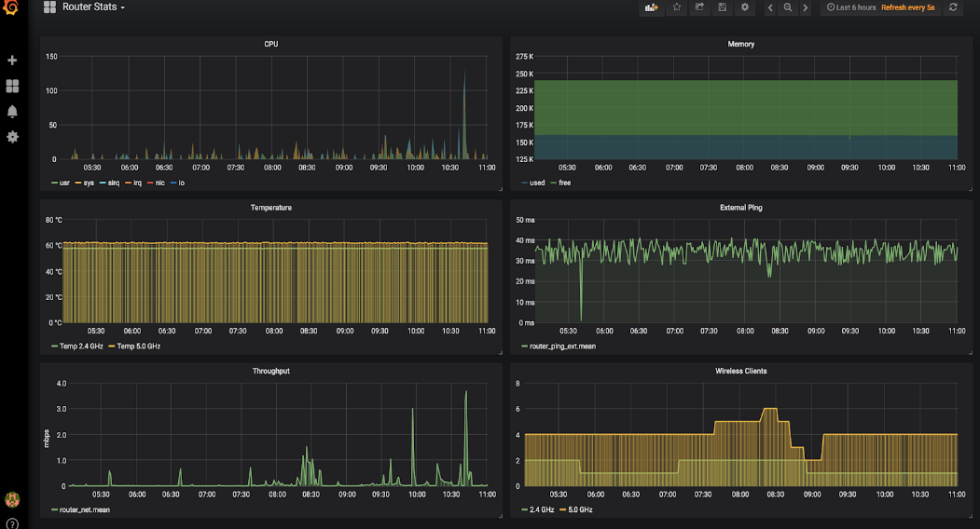 Router Stats
Last 6 hours Refresh every 5s
CPU
150
100
50
0
05:30 06:00 06:30 07:00 07:30 08:00 08:30 09:00 09:30 10:00 10:30 11:00
usr sys sirq irq nic io
Memory
275 K
250 K
225 K
200 K
175 K
150 K
125 K
05:30 06:00 06:30 07:00 07:30 08:00 08:30 09:00 09:30 10:00 10:30 11:00
used free
Temperature
80 °C
60 °C
40 °C
20 °C
0 °C
05:30 06:00 06:30 07:00 07:30 08:00 08:30 09:00 09:30 10:00 10:30 11:00
Temp 2.4 GHz Temp 5.0 GHz
External Ping
50 ms
40 ms
30 ms
20 ms
10 ms
0 ms
05:30 06:00 06:30 07:00 07:30 08:00 08:30 09:00 09:30 10:00 10:30 11:00
router_ping_ext.mean
Throughput
mbps
4.0
3.0
2.0
1.0
0
05:30 06:00 06:30 07:00 07:30 08:00 08:30 09:00 09:30 10:00 10:30 11:00
router_net.mean
Wireless Clients
8
6
4
2
0
05:30 06:00 06:30 07:00 07:30 08:00 08:30 09:00 09:30 10:00 10:30 11:00
2.4 GHz 5.0 GHz